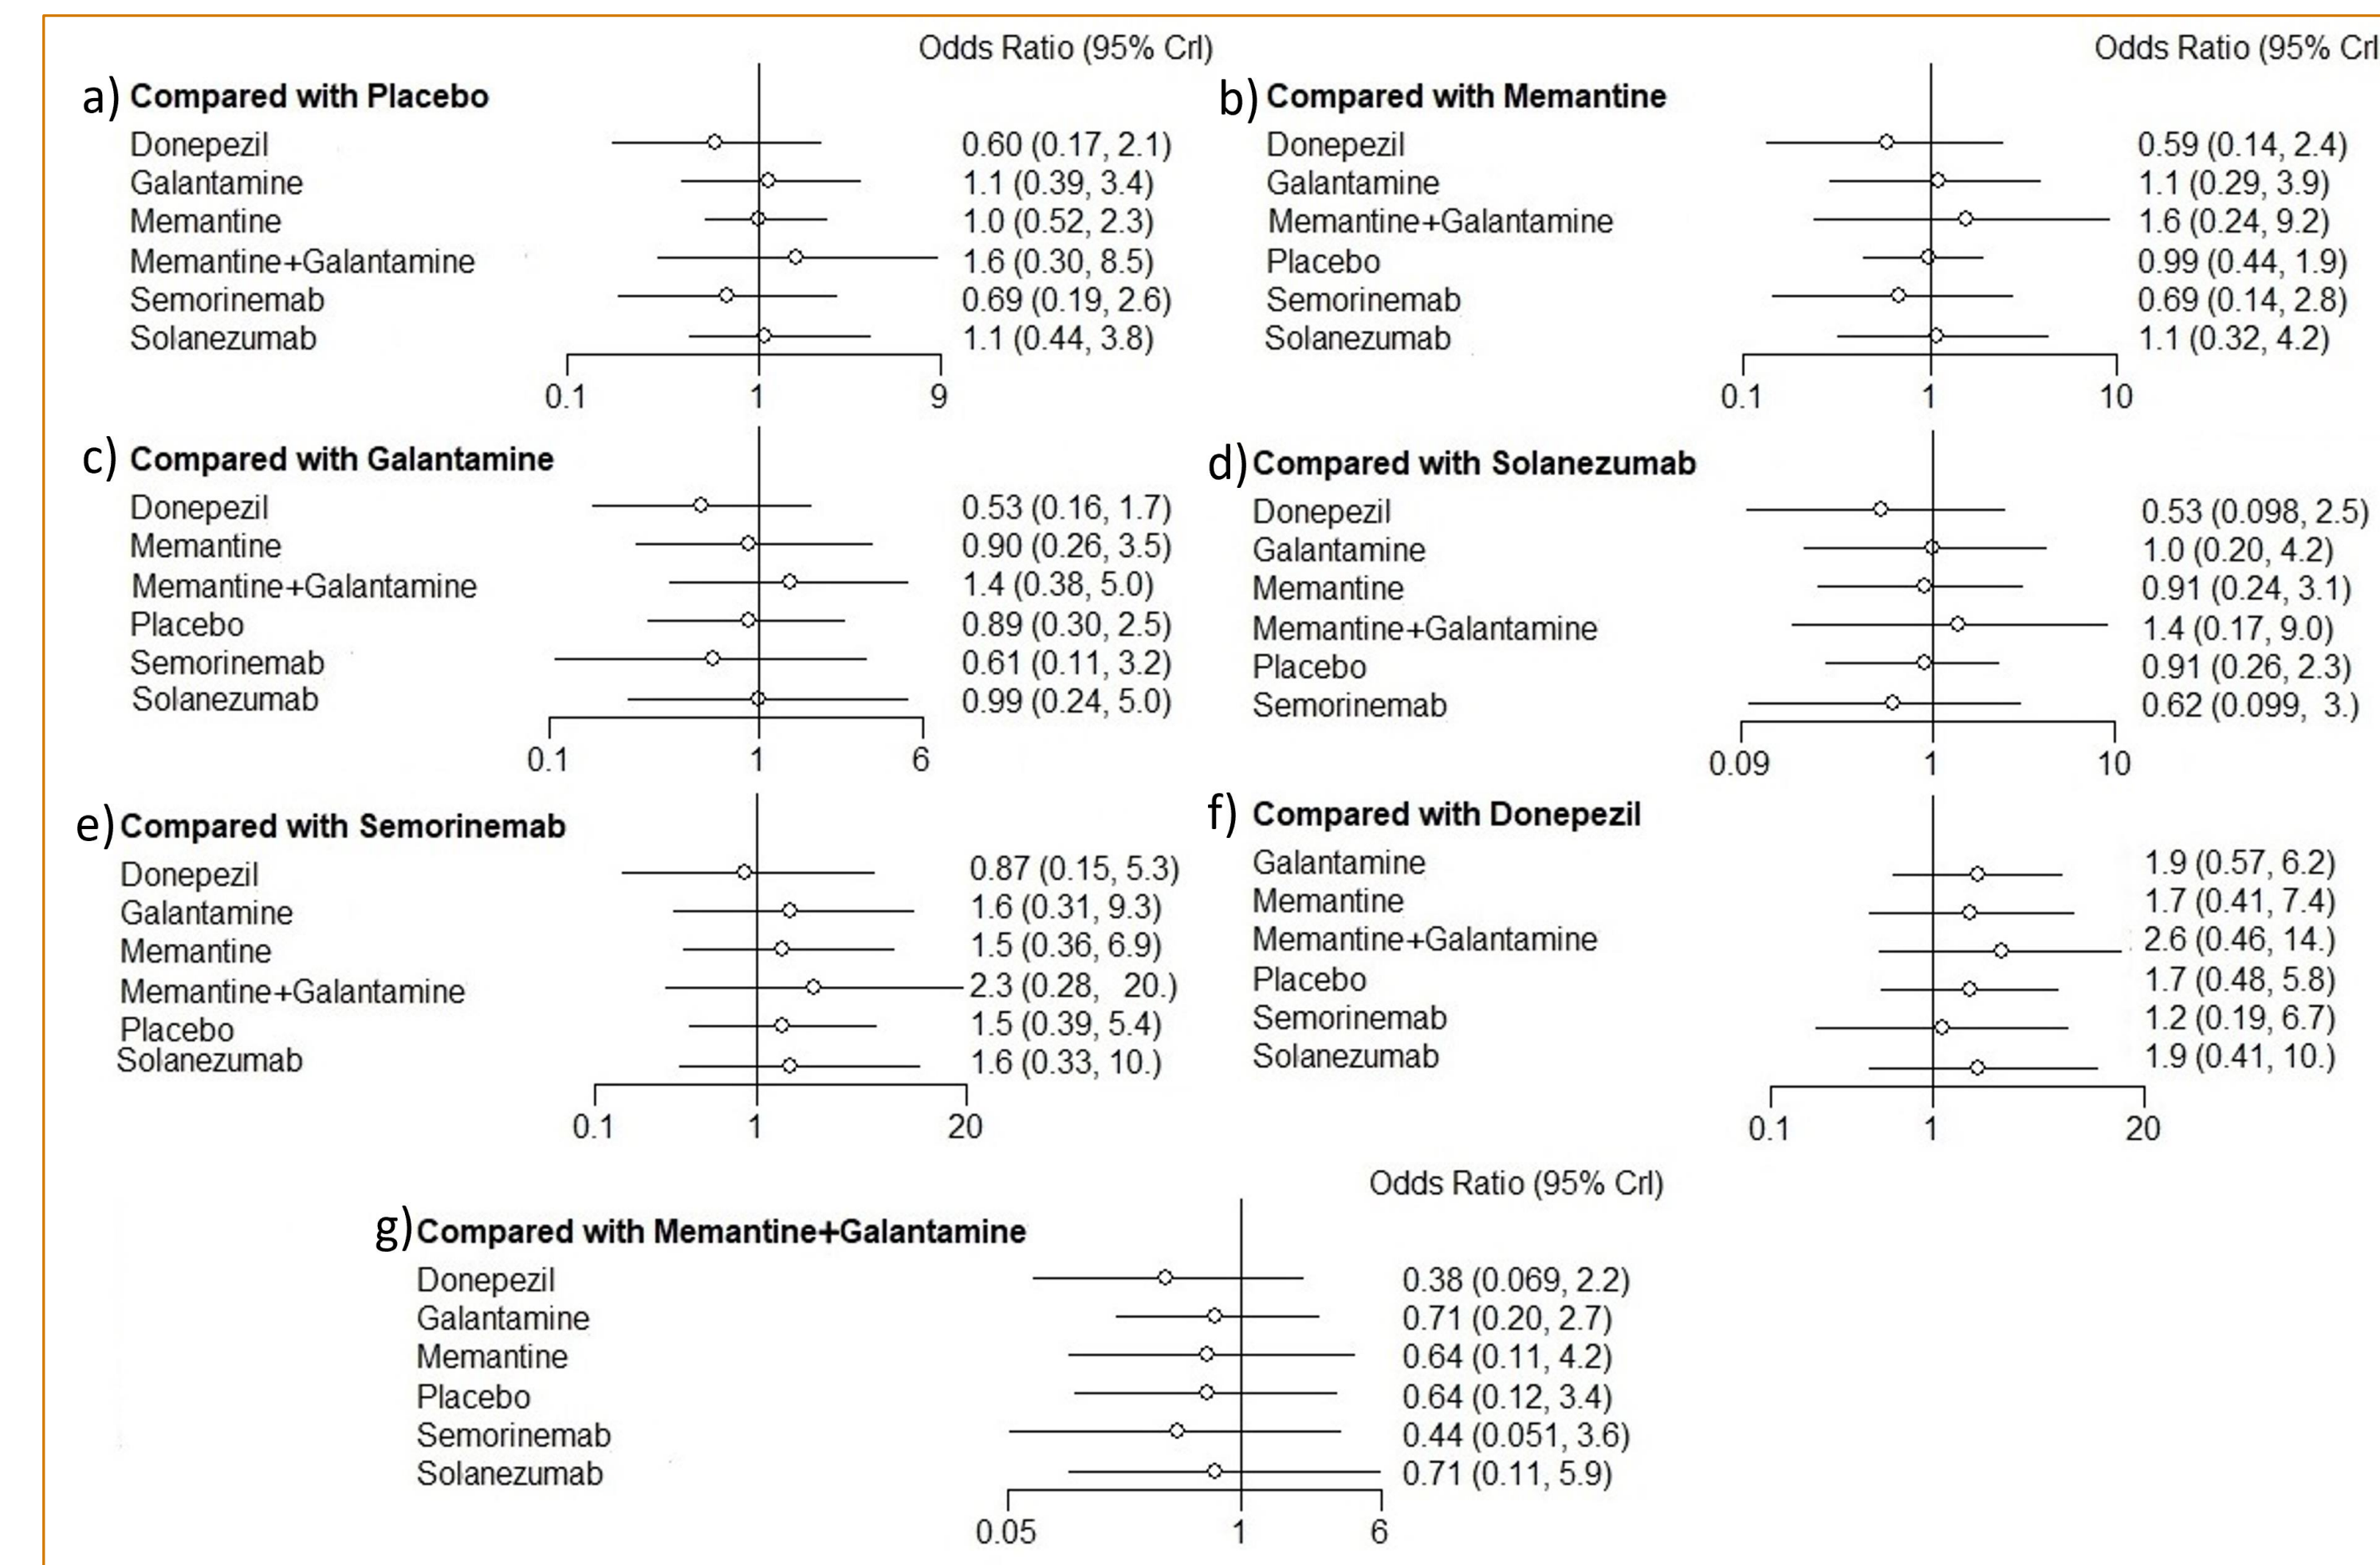 Odds Ratio (95% Crl)
a) Compared with Placebo
Donepezil 0.60 (0.17, 2.1)
Galantamine 1.1 (0.39, 3.4)
Memantine 1.0 (0.52, 2.3)
Memantine+Galantamine 1.6 (0.30, 8.5)
Semorinemab 0.69 (0.19, 2.6)
Solanezumab 1.1 (0.44, 3.8)
0.1 1 9
Odds Ratio (95% Crl
b) Compared with Memantine
Donepezil 0.59 (0.14, 2.4)
Galantamine 1.1 (0.29, 3.9)
Memantine+Galantamine 1.6 (0.24, 9.2)
Placebo 0.99 (0.44, 1.9)
Semorinemab 0.69 (0.14, 2.8)
Solanezumab 1.1 (0.32, 4.2)
0.1 1 10
c) Compared with Galantamine
Donepezil 0.53 (0.16, 1.7)
Memantine 0.90 (0.26, 3.5)
Memantine+Galantamine 1.4 (0.38, 5.0)
Placebo 0.89 (0.30, 2.5)
Semorinemab 0.61 (0.11, 3.2)
Solanezumab 0.99 (0.24, 5.0)
0.1 1 6
d) Compared with Solanezumab
Donepezil 0.53 (0.098, 2.5)
Galantamine 1.0 (0.20, 4.2)
Memantine 0.91 (0.24, 3.1)
Memantine+Galantamine 1.4 (0.17, 9.0)
Placebo 0.91 (0.26, 2.3)
Semorinemab 0.62 (0.099, 3.)
0.09 1 10
e) Compared with Semorinemab
Donepezil 0.87 (0.15, 5.3)
Galantamine 1.6 (0.31, 9.3)
Memantine 1.5 (0.36, 6.9)
Memantine+Galantamine 2.3 (0.28, 20.)
Placebo 1.5 (0.39, 5.4)
Solanezumab 1.6 (0.33, 10.)
0.1 1 20
f) Compared with Donepezil
Galantamine 1.9 (0.57, 6.2)
Memantine 1.7 (0.41, 7.4)
Memantine+Galantamine 2.6 (0.46, 14.)
Placebo 1.7 (0.48, 5.8)
Semorinemab 1.2 (0.19, 6.7)
Solanezumab 1.9 (0.41, 10.)
0.1 1 20
Odds Ratio (95% Crl)
g) Compared with Memantine+Galantamine
Donepezil 0.38 (0.069, 2.2)
Galantamine 0.71 (0.20, 2.7)
Memantine 0.64 (0.11, 4.2)
Placebo 0.64 (0.12, 3.4)
Semorinemab 0.44 (0.051, 3.6)
Solanezumab 0.71 (0.11, 5.9)
0.05 1 6